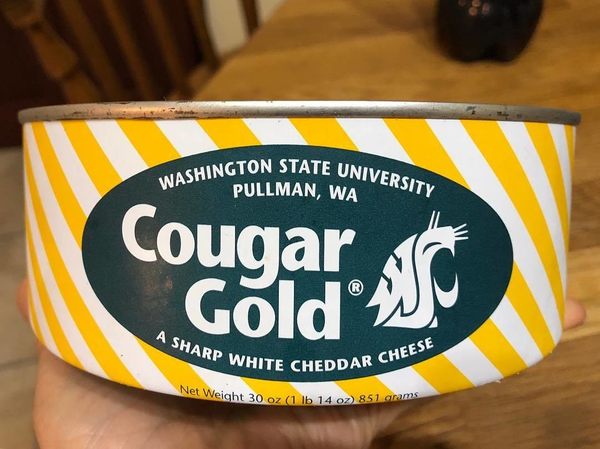 WASHINGTON STATE UNIVERSITY
PULLMAN, WA
Cougar
Gold®
WSC
A SHARP WHITE CHEDDAR CHEESE
Net Weight 30 oz (1 lb 14 oz) 851 grams